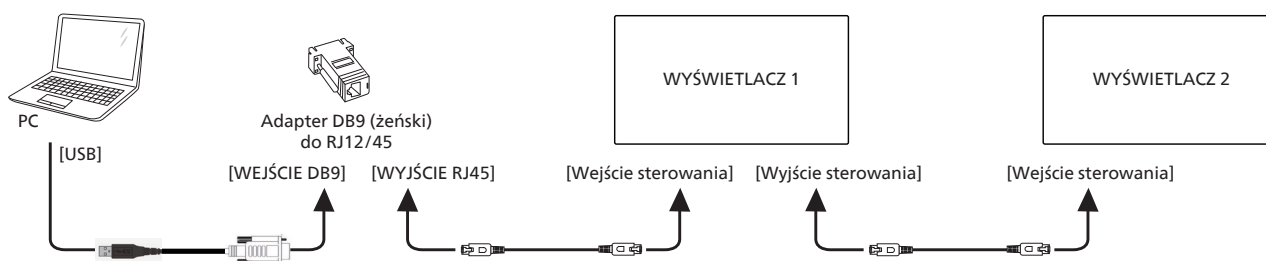 WYŚWIETLACZ 1
WYŚWIETLACZ 2
PC
Adapter DB9 (żeński)
do RJ12/45
[USB]
[WEJŚCIE DB9]
[WYJŚCIE RJ45]
[Wejście sterowania]
[Wyjście sterowania]
[Wejście sterowania]